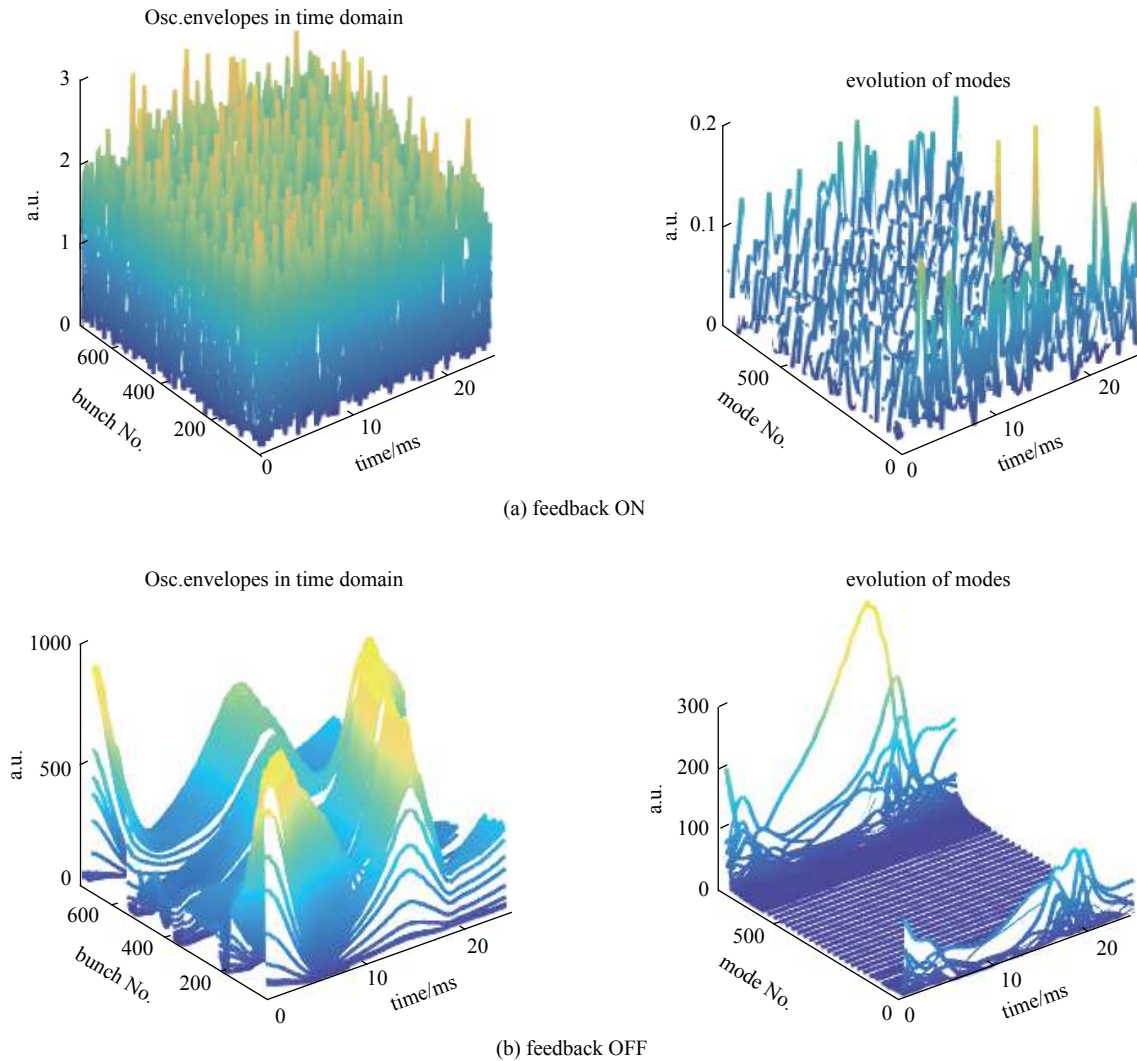 Osc.envelopes in time domain
3
2
1
0
a.u.
600
400
200
bunch No.
0
10
20
time/ms
evolution of modes
0.2
0.1
0
a.u.
500
0
mode No.
0
10
20
time/ms
(a) feedback ON
Osc.envelopes in time domain
1000
500
0
a.u.
600
400
200
bunch No.
0
10
20
time/ms
evolution of modes
300
200
100
0
a.u.
500
0
mode No.
0
10
20
time/ms
(b) feedback OFF